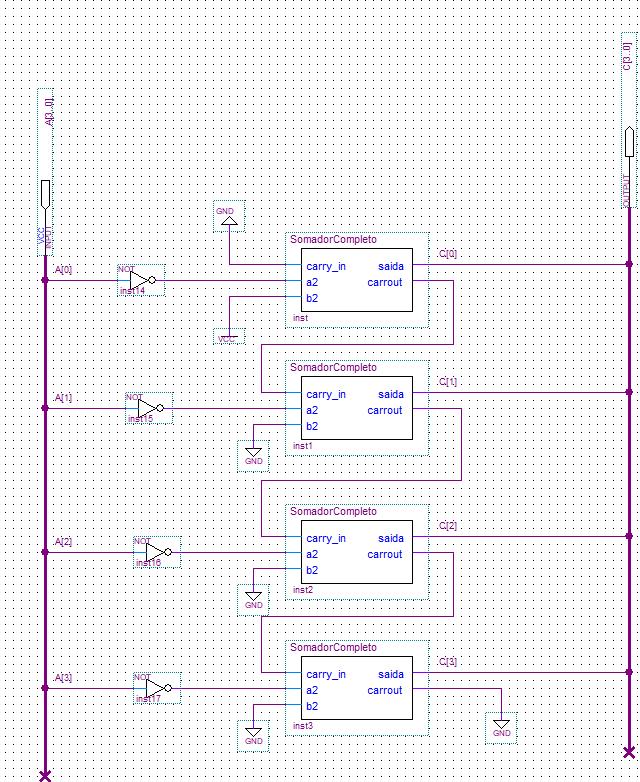 C[3..0]
A[3..0]
OUTPUT
VCC
INPUT
GND
SomadorCompleto
C[0]
carry_in saida
A[0]
NOT
a2 carrout
inst14
b2
inst
VCC
SomadorCompleto
C[1]
carry_in saida
A[1]
NOT
a2 carrout
inst15
b2
inst1
GND
SomadorCompleto
C[2]
carry_in saida
A[2]
NOT
a2 carrout
inst16
b2
inst2
GND
SomadorCompleto
C[3]
carry_in saida
A[3]
NOT
a2 carrout
inst17
b2
inst3
GND
GND